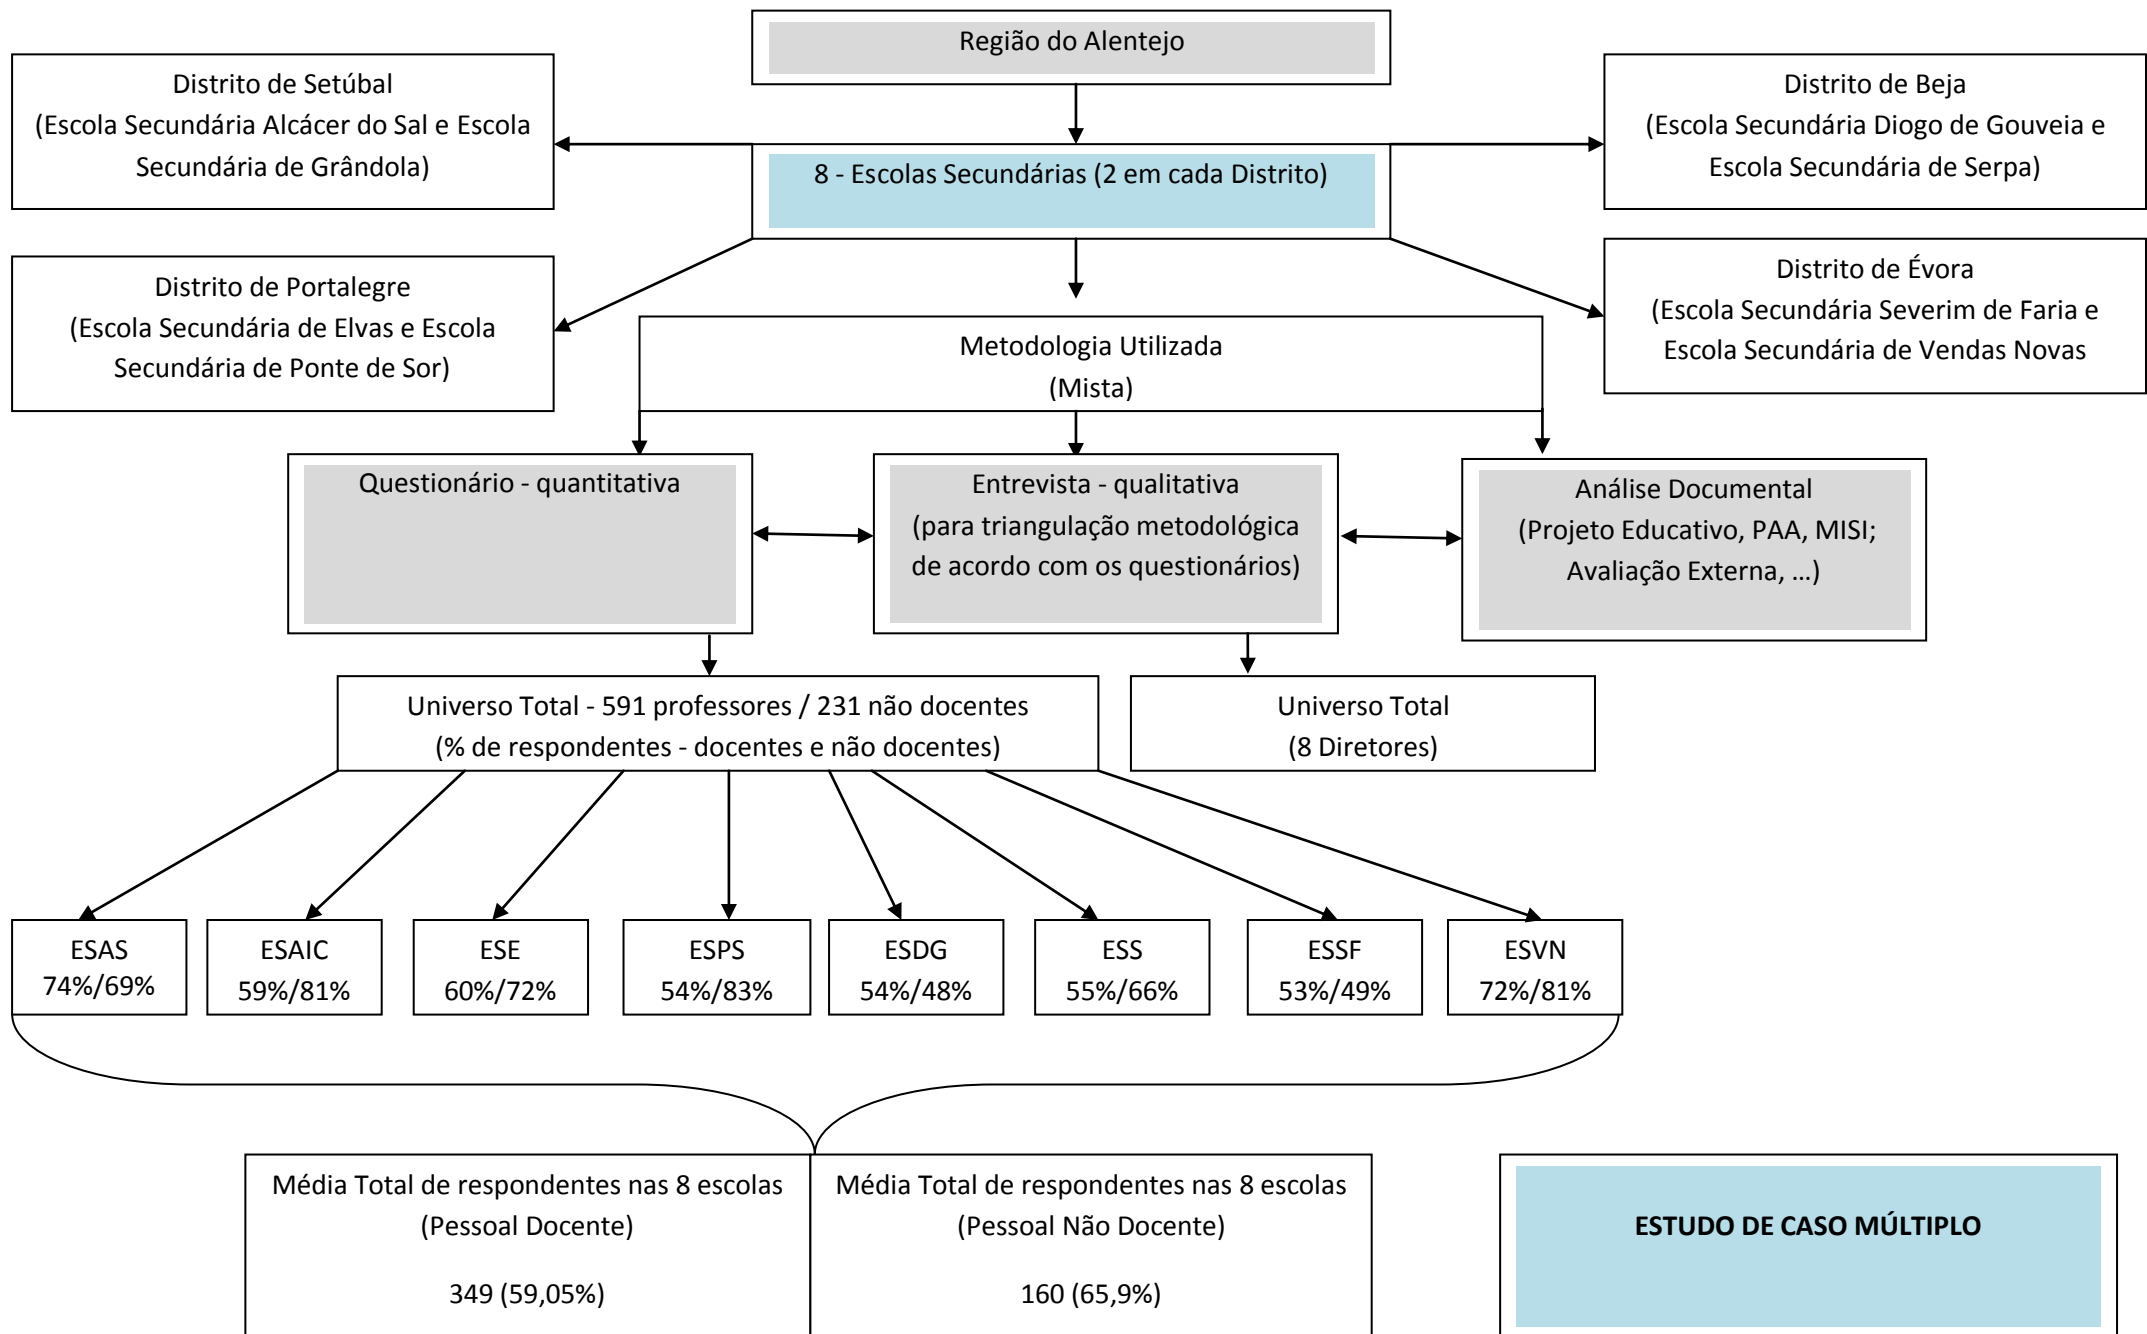 Região do Alentejo
Distrito de Setúbal
(Escola Secundária Alcácer do Sal e Escola
Secundária de Grândola)
8 - Escolas Secundárias (2 em cada Distrito)
Distrito de Beja
(Escola Secundária Diogo de Gouveia e
Escola Secundária de Serpa)
Distrito de Portalegre
(Escola Secundária de Elvas e Escola
Secundária de Ponte de Sor)
Distrito de Évora
(Escola Secundária Severim de Faria e
Escola Secundária de Vendas Novas
Metodologia Utilizada
(Mista)
Questionário - quantitativa
Entrevista - qualitativa
(para triangulação metodológica
de acordo com os questionários)
Análise Documental
(Projeto Educativo, PAA, MISI;
Avaliação Externa, …)
Universo Total - 591 professores / 231 não docentes
(% de respondentes - docentes e não docentes)
Universo Total
(8 Diretores)
ESAS
74%/69%
ESAIC
59%/81%
ESE
60%/72%
ESPS
54%/83%
ESDG
54%/48%
ESS
55%/66%
ESSF
53%/49%
ESVN
72%/81%
Média Total de respondentes nas 8 escolas
(Pessoal Docente)
349 (59,05%)
Média Total de respondentes nas 8 escolas
(Pessoal Não Docente)
160 (65,9%)
ESTUDO DE CASO MÚLTIPLO